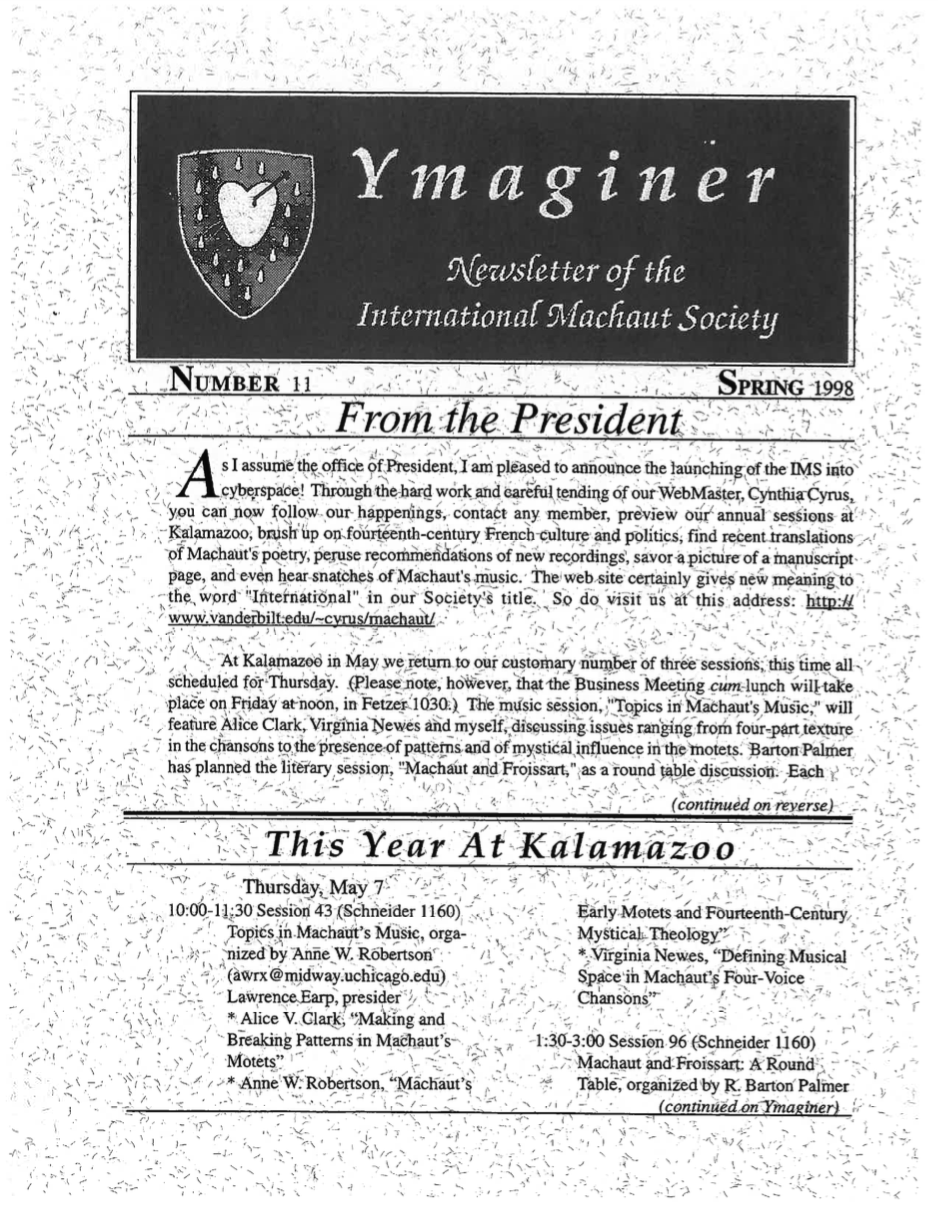 Ymaginer
Newsletter of the
International Machaut Society
NUMBER 11
SPRING 1998
From the President
As I assume the office of President, I am pleased to announce the launching of the IMS into
cyberspace! Through the hard work and careful tending of our WebMaster, Cynthia Cyrus,
you can now follow our happenings, contact any member, preview our annual sessions at
Kalamazoo, brush up on fourteenth-century French culture and politics, find recent translations
of Machaut's poetry, peruse recommendations of new recordings, savor a picture of a manuscript
page, and even hear snatches of Machaut's music. The web site certainly gives new meaning to
the word "International" in our Society's title. So do visit us at this address: http://
www.vanderbilt.edu/~cyrus/machaut/
At Kalamazoo in May we return to our customary number of three sessions, this time all
scheduled for Thursday. (Please note, however, that the Business Meeting cum lunch will take
place on Friday at noon, in Fetzer 1030.) The music session, "Topics in Machaut's Music," will
feature Alice Clark, Virginia Newes and myself, discussing issues ranging from four-part texture
in the chansons to the presence of patterns and of mystical influence in the motets. Barton Palmer
has planned the literary session, "Machaut and Froissart," as a round table discussion. Each
(continued on reverse)
This Year At Kalamazoo
Thursday, May 7
10:00-11:30 Session 43 (Schneider 1160)
Topics in Machaut's Music, orga-
nized by Anne W. Robertson
(awrx@midway.uchicago.edu)
Lawrence Earp, presider
* Alice V. Clark, “Making and
Breaking Patterns in Machaut's
Motets”
* Anne W. Robertson, “Machaut's
Early Motets and Fourteenth-Century
Mystical Theology”
* Virginia Newes, “Defining Musical
Space in Machaut's Four-Voice
Chansons”
1:30-3:00 Session 96 (Schneider 1160)
Machaut and Froissart: A Round
Table, organized by R. Barton Palmer
(continued on Ymaginer)